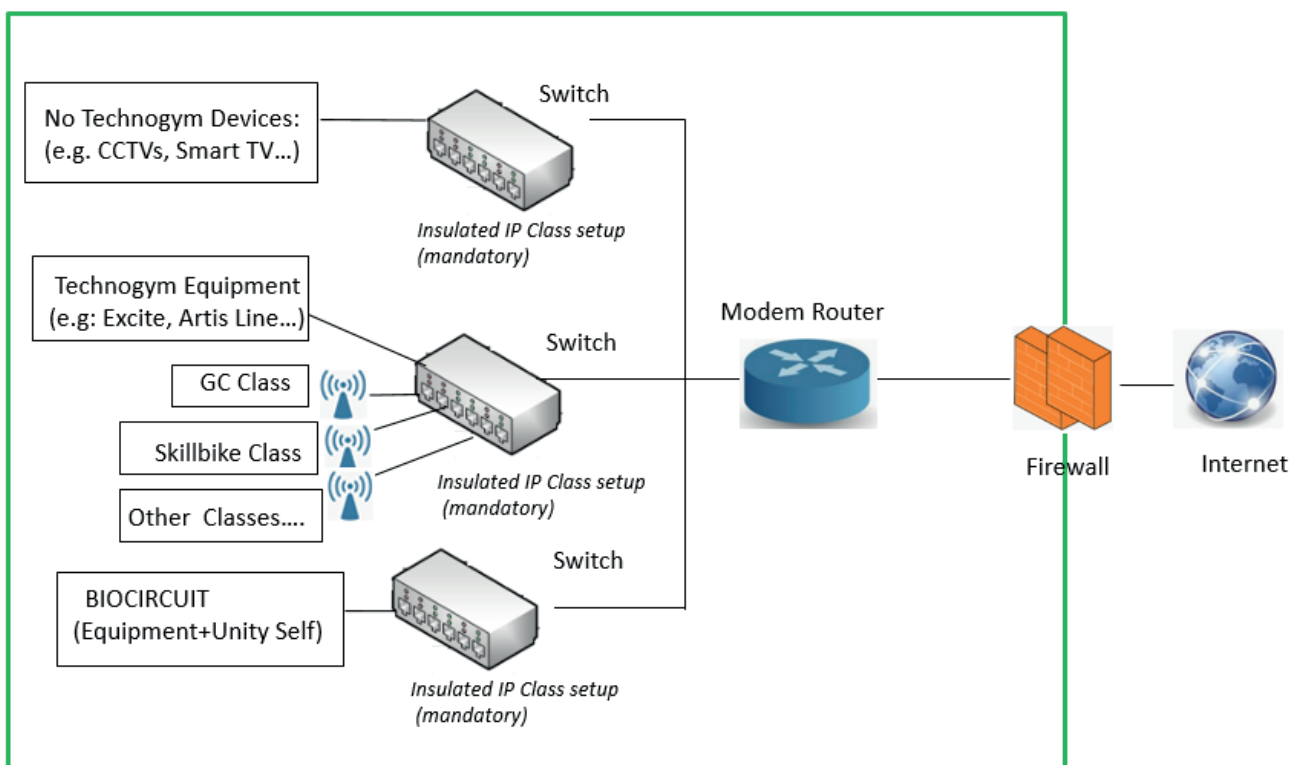 No Technogym Devices:
(e.g. CCTVs, Smart TV…)
Switch
Insulated IP Class setup
(mandatory)
Technogym Equipment
(e.g: Excite, Artis Line…)
Switch
GC Class
Skillbike Class
Other Classes….
Insulated IP Class setup
(mandatory)
BIOCIRCUIT
(Equipment+Unity Self)
Switch
Insulated IP Class setup
(mandatory)
Modem Router
Firewall
Internet